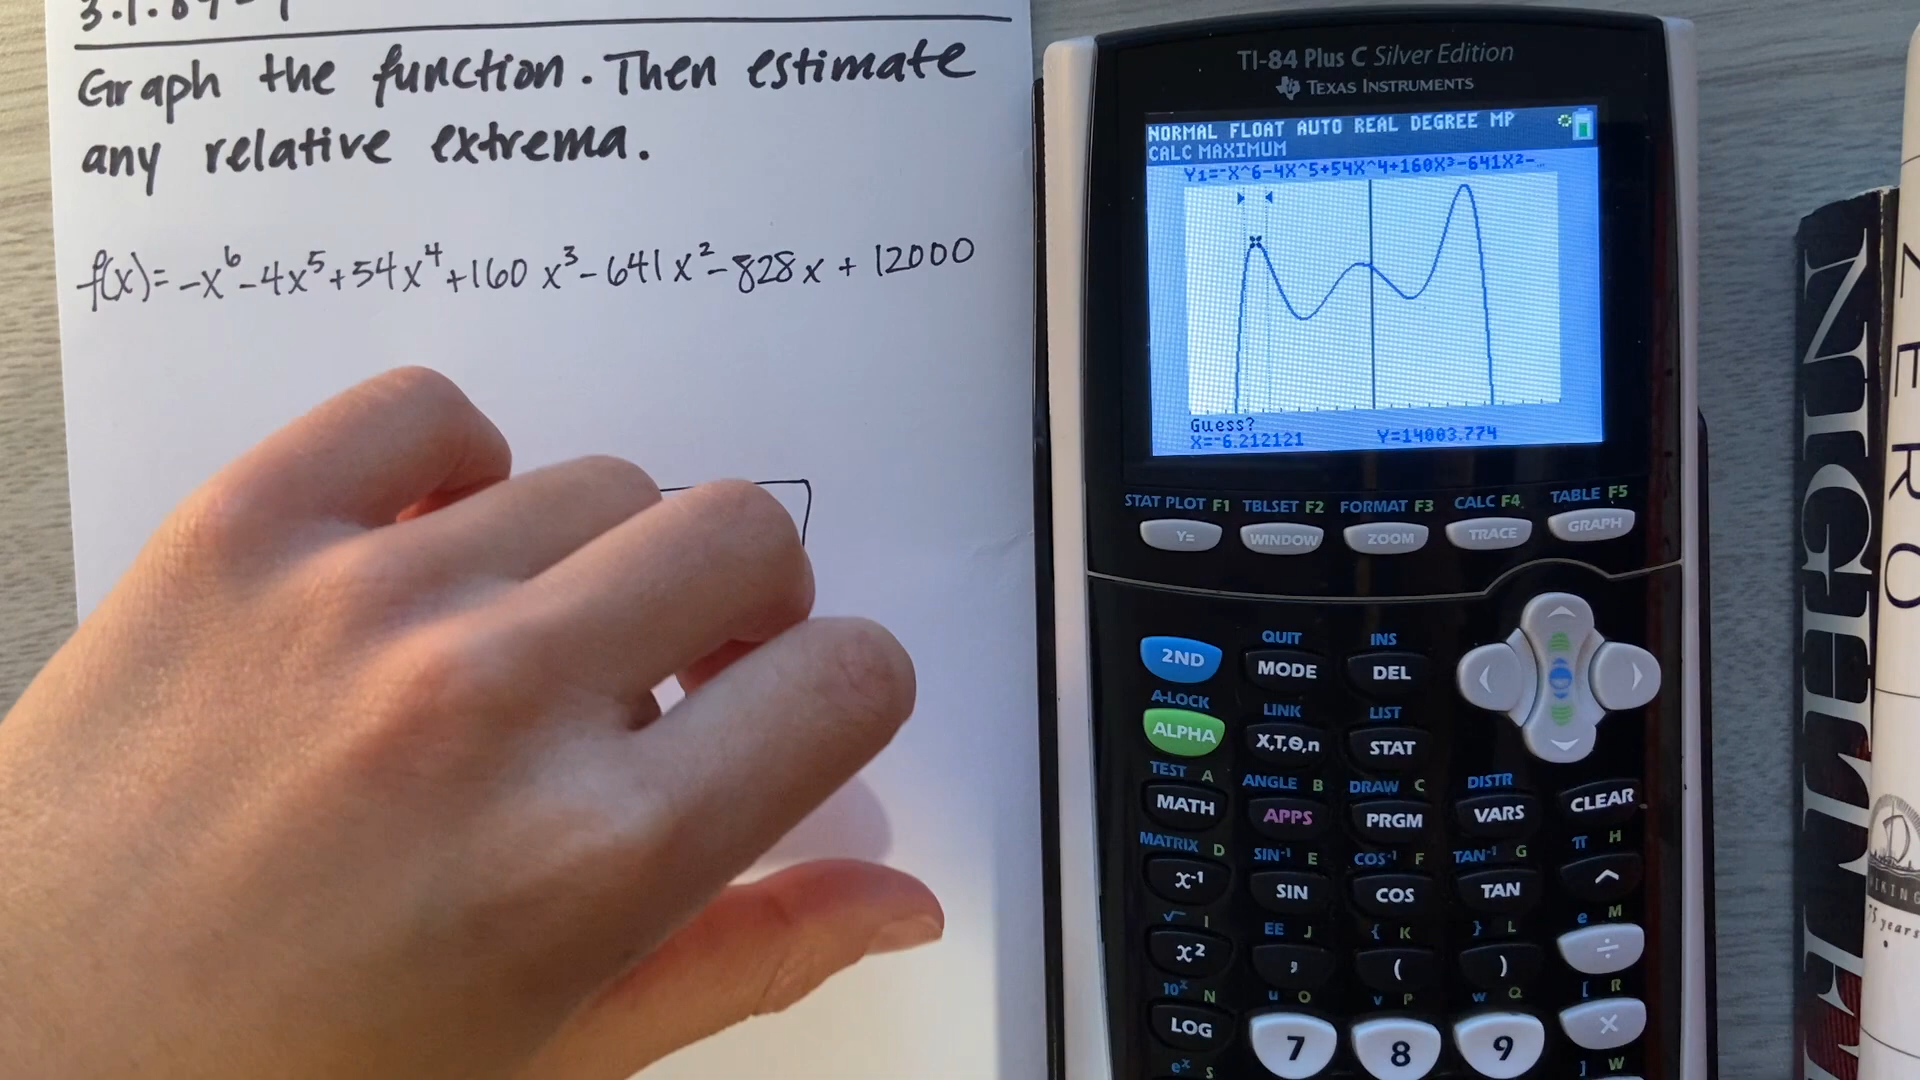 Graph the function. Then estimate
any relative extrema.
f(x)= -x⁶-4x⁵+54x⁴+160x³-641x²-828x + 12000
TI-84 Plus C Silver Edition
TEXAS INSTRUMENTS
NORMAL FLOAT AUTO REAL DEGREE MP
CALC MAXIMUM
Y1=-X^6-4X^5+54X^4+160X³-641X²-…
Guess?
X=-6.212121 Y=14003.774
STAT PLOT F1 TBLSET F2 FORMAT F3 CALC F4 TABLE F5
Y= WINDOW ZOOM TRACE GRAPH
QUIT INS
2ND MODE DEL
A-LOCK LINK LIST
ALPHA X,T,Θ,n STAT
TEST A ANGLE B DRAW C DISTR
MATH APPS PRGM VARS CLEAR
MATRIX D SIN⁻¹ E COS⁻¹ F TAN⁻¹ G π H
x⁻¹ SIN COS TAN ^
√ I EE J { K } L e M
x² , ( ) ÷
10ˣ N u O v P w Q [ R
LOG 7 8 9 ×
eˣ S ] W
ZERO
VIKING
75 years